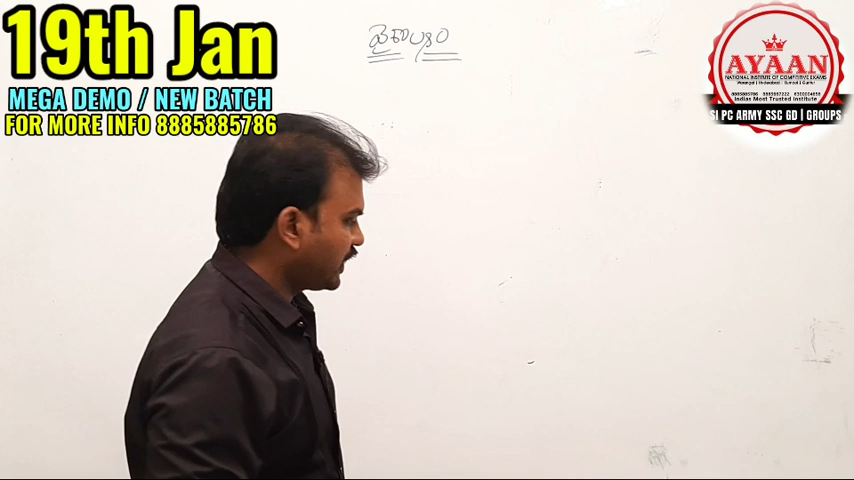 19th Jan
MEGA DEMO / NEW BATCH
FOR MORE INFO 8885885786
AYAAN
NATIONAL INSTITUTE OF COMPETITIVE EXAMS
Indias Most Trusted Institute
SI PC ARMY SSC GD | GROUPS